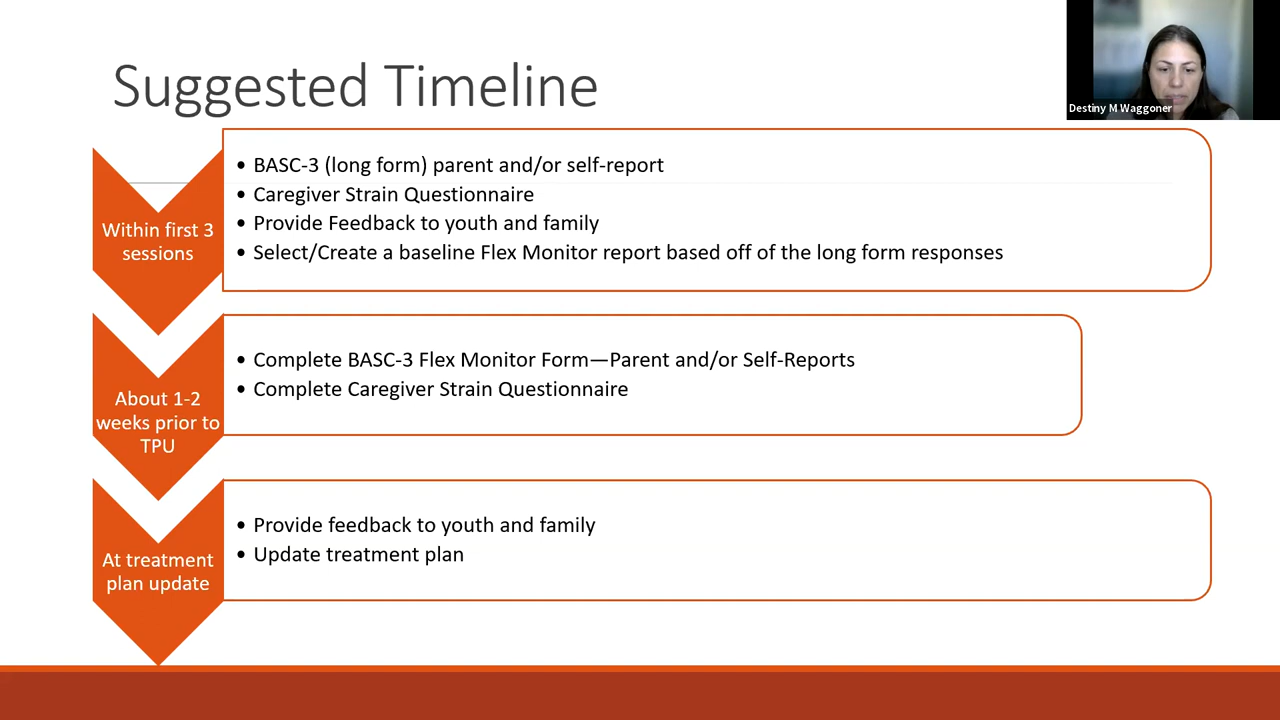 Suggested Timeline
Destiny M Waggoner
Within first 3
sessions
• BASC-3 (long form) parent and/or self-report
• Caregiver Strain Questionnaire
• Provide Feedback to youth and family
• Select/Create a baseline Flex Monitor report based off of the long form responses
About 1-2
weeks prior to
TPU
• Complete BASC-3 Flex Monitor Form—Parent and/or Self-Reports
• Complete Caregiver Strain Questionnaire
At treatment
plan update
• Provide feedback to youth and family
• Update treatment plan